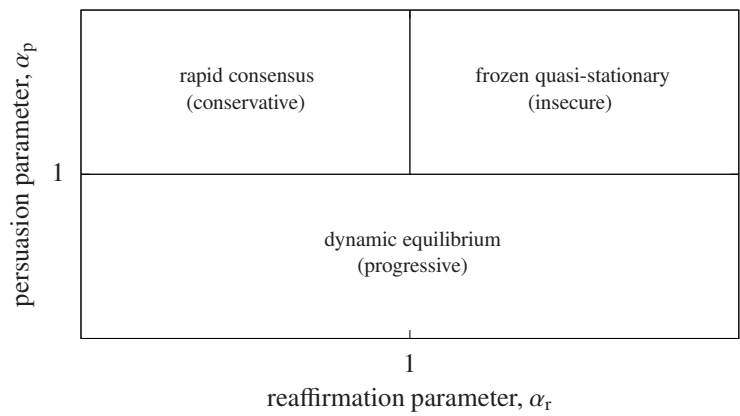 persuasion parameter, αp
rapid consensus
(conservative)
frozen quasi-stationary
(insecure)
1
dynamic equilibrium
(progressive)
1
reaffirmation parameter, αr